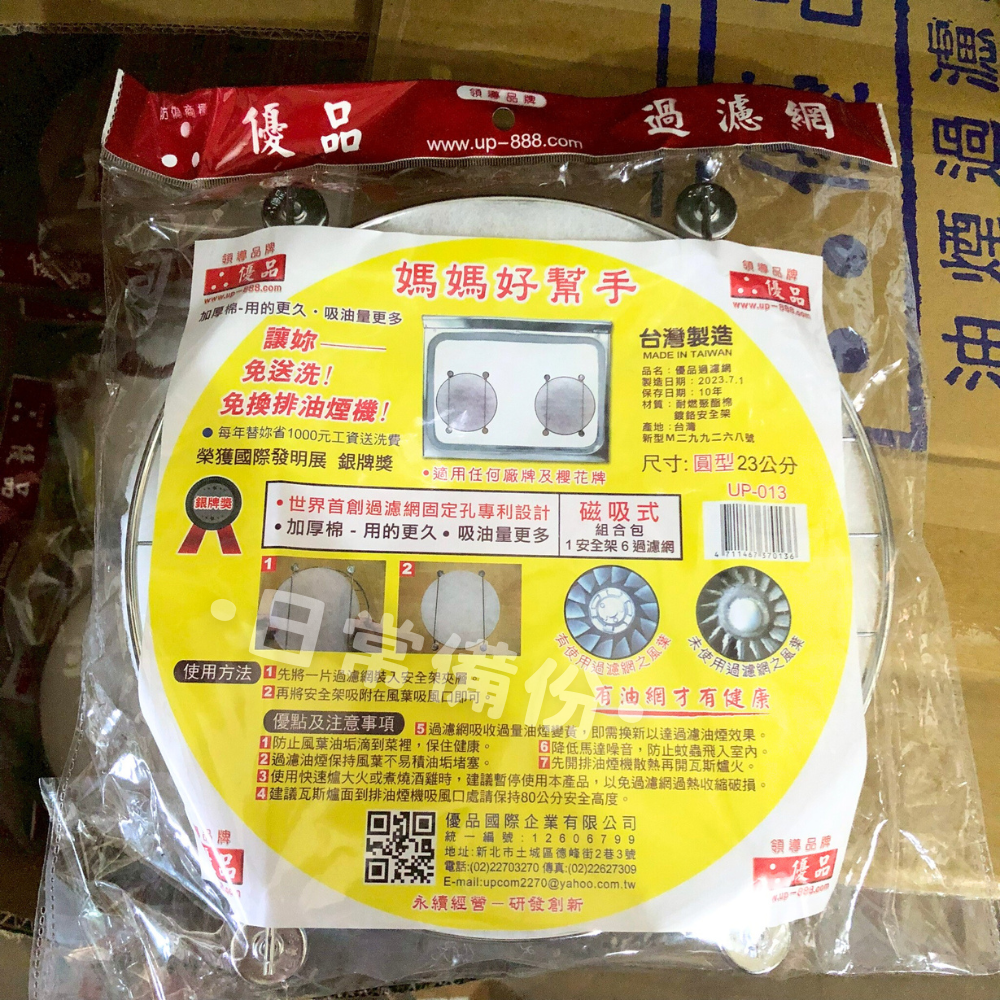 防偽商標
優品
領導品牌
www.up-888.com
過濾網
油煙過濾
領導品牌
優品
www.up-888.com
媽媽好幫手
領導品牌
優品
www.up-888.com
加厚棉-用的更久•吸油量更多
讓妳
免送洗!
免換排油煙機!
● 每年替妳省1000元工資送洗費
榮獲國際發明展 銀牌獎
台灣製造
MADE IN TAIWAN
品名:優品過濾網
製造日期:2023.7.1
保存日期:10年
材質:耐燃聚酯棉
鍍鉻安全架
產地:台灣
新型M二九九二六八號
尺寸:圓型23公分
UP-013
4711467370136
•適用任何廠牌及櫻花牌
銀牌獎
•世界首創過濾網固定孔專利設計
•加厚棉-用的更久•吸油量更多
磁吸式
組合包
1安全架6過濾網
1
2
有使用過濾網之風葉
未使用過濾網之風葉
日常備份
使用方法
1先將一片過濾網裝入安全架夾層。
2再將安全架吸附在風葉吸風口即可。
有油網才有健康
優點及注意事項
1防止風葉油垢滴到菜裡,保住健康。
2過濾油煙保持風葉不易積油垢堵塞。
3使用快速爐大火或煮燒酒雞時,建議暫停使用本產品,以免過濾網過熱收縮破損。
4建議瓦斯爐面到排油煙機吸風口處請保持80公分安全高度。
5過濾網吸收過量油煙變黃,即需換新以達過濾油煙效果。
6降低馬達噪音,防止蚊蟲飛入室內。
7先開排油煙機散熱再開瓦斯爐火。
優品國際企業有限公司
統一編號:12606799
地址:新北市土城區德峰街2巷3號
電話:(02)22703270 傳真:(02)22627309
E-mail:upcom2270@yahoo.com.tw
永續經營－研發創新
品牌
優品
領導品牌
優品
www.up-888.com